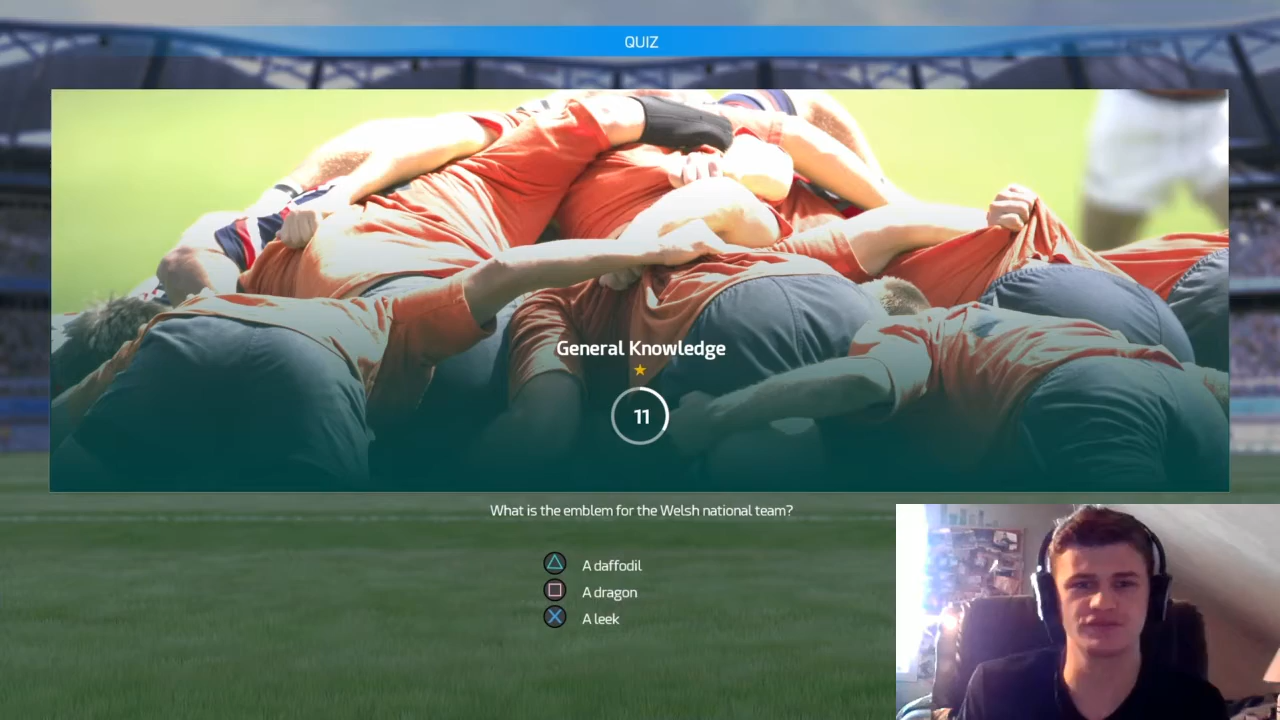 QUIZ
General Knowledge
11
What is the emblem for the Welsh national team?
A daffodil
A dragon
A leek